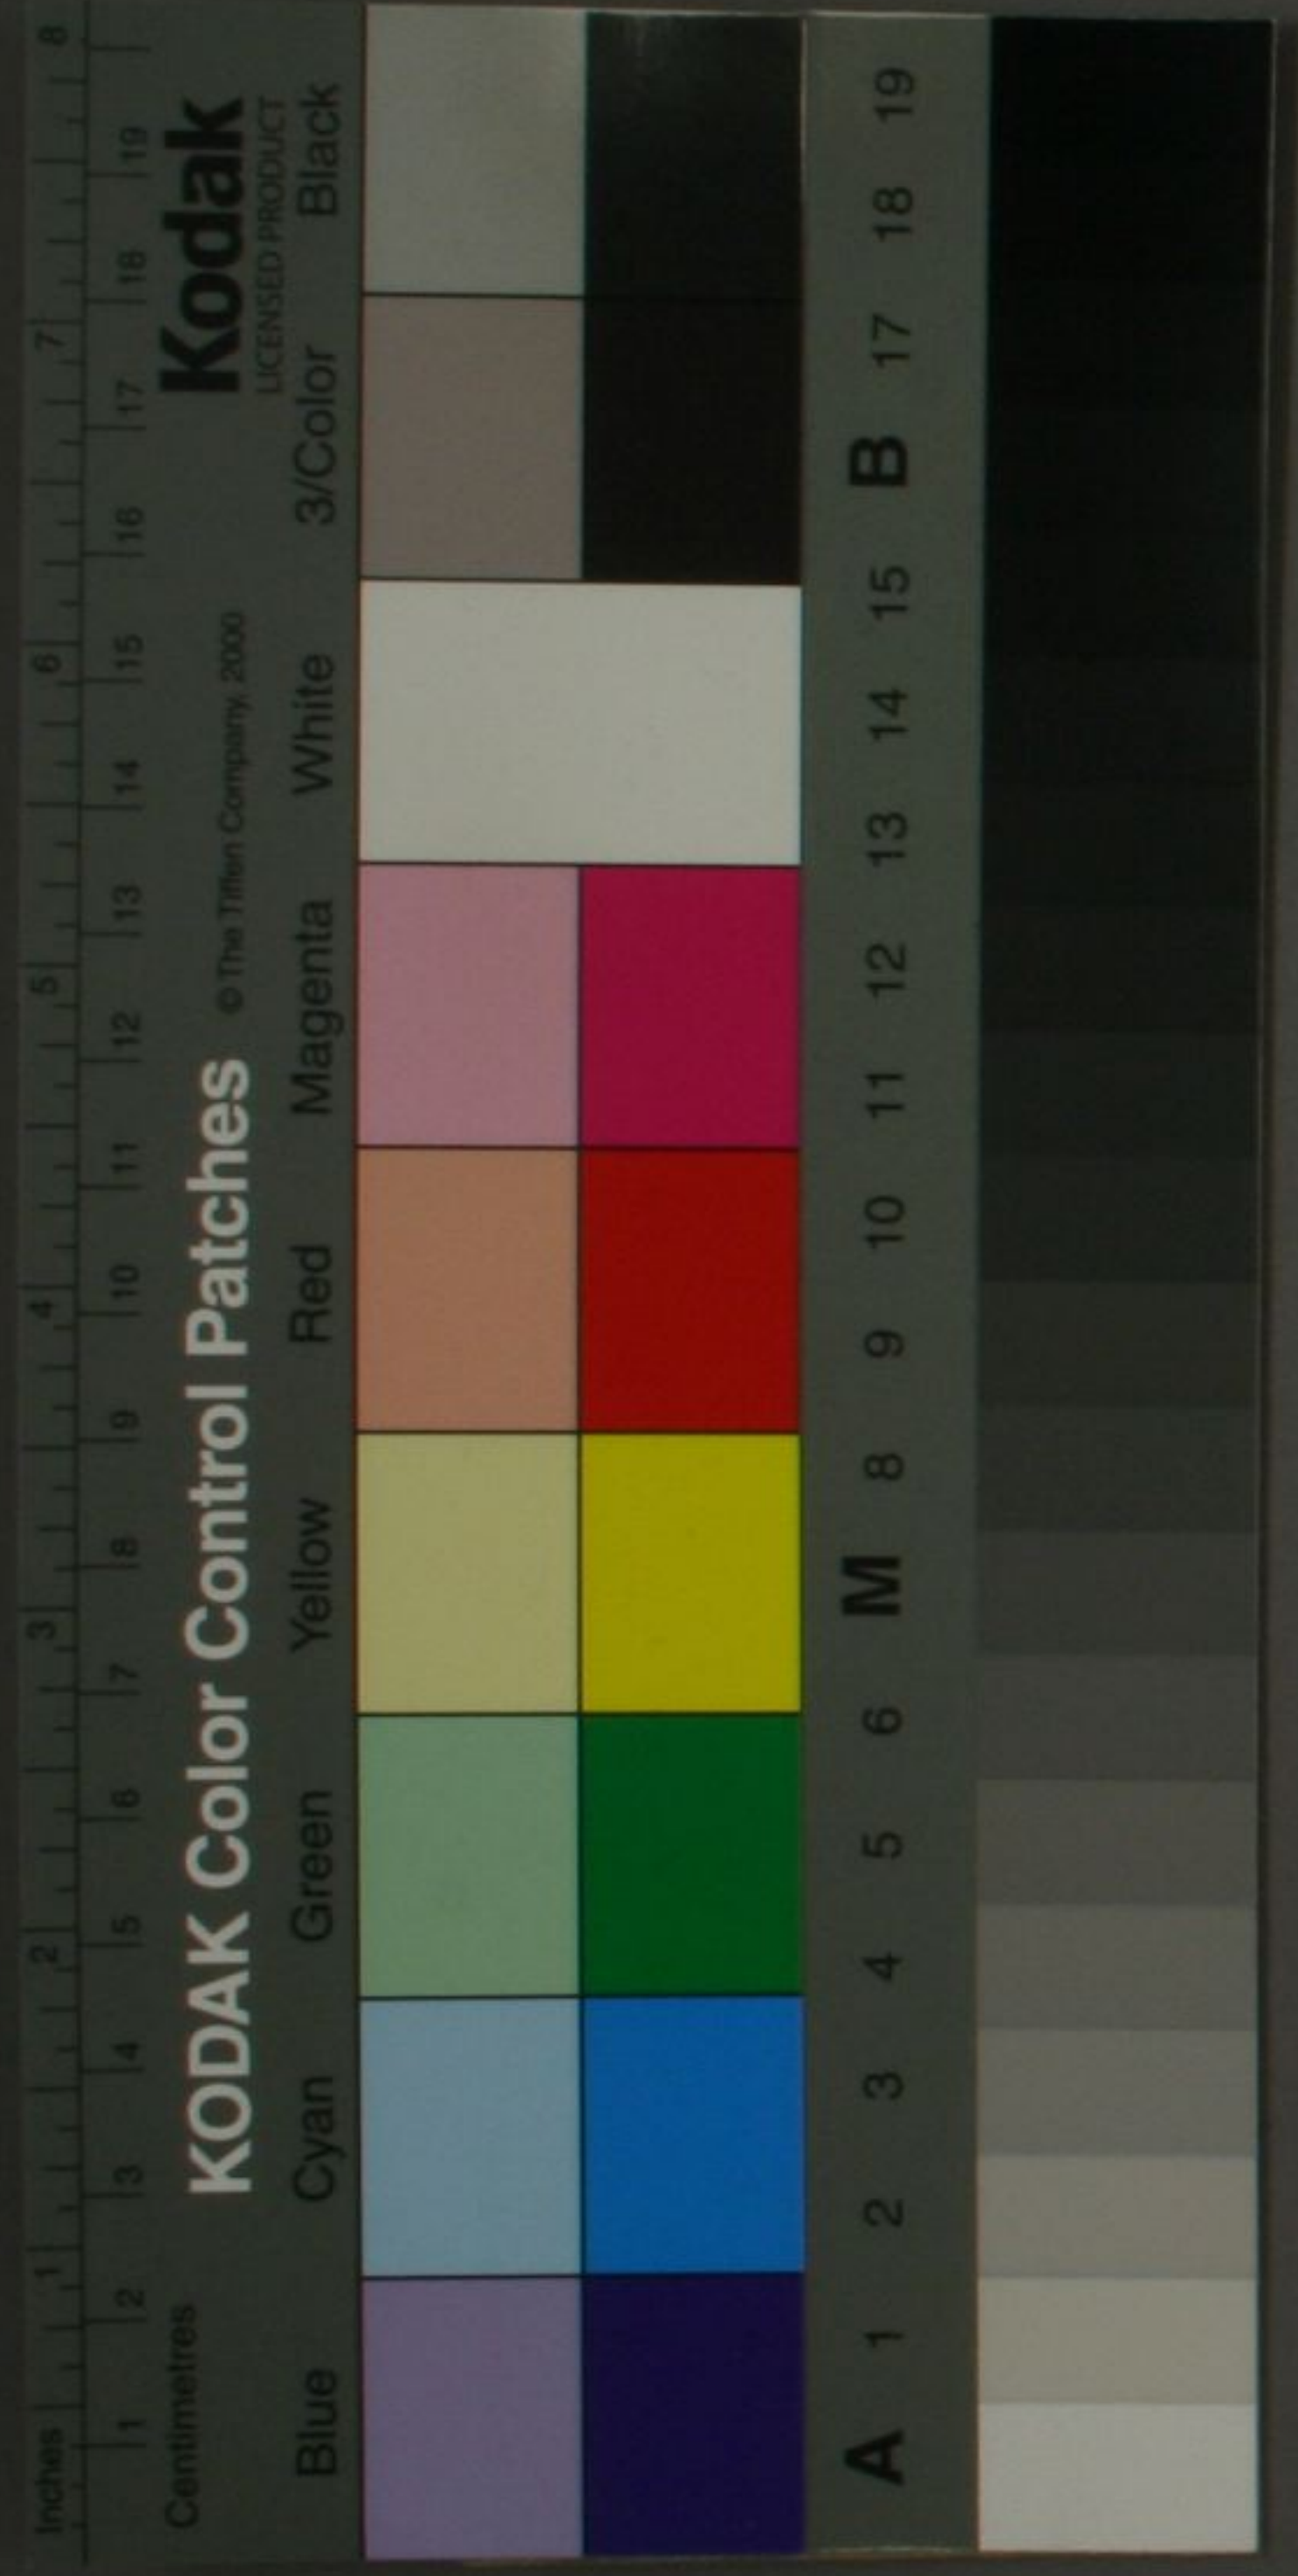 Inches 1 2 3 4 5 6 7 8
1 2 3 4 5 6 7 8 9 10 11 12 13 14 15 16 17 18 19
Centimetres
KODAK Color Control Patches © The Tiffen Company, 2000 Kodak
LICENSED PRODUCT
Blue Cyan Green Yellow Red Magenta White 3/Color Black
A 1 2 3 4 5 6 M 8 9 10 11 12 13 14 15 B 17 18 19